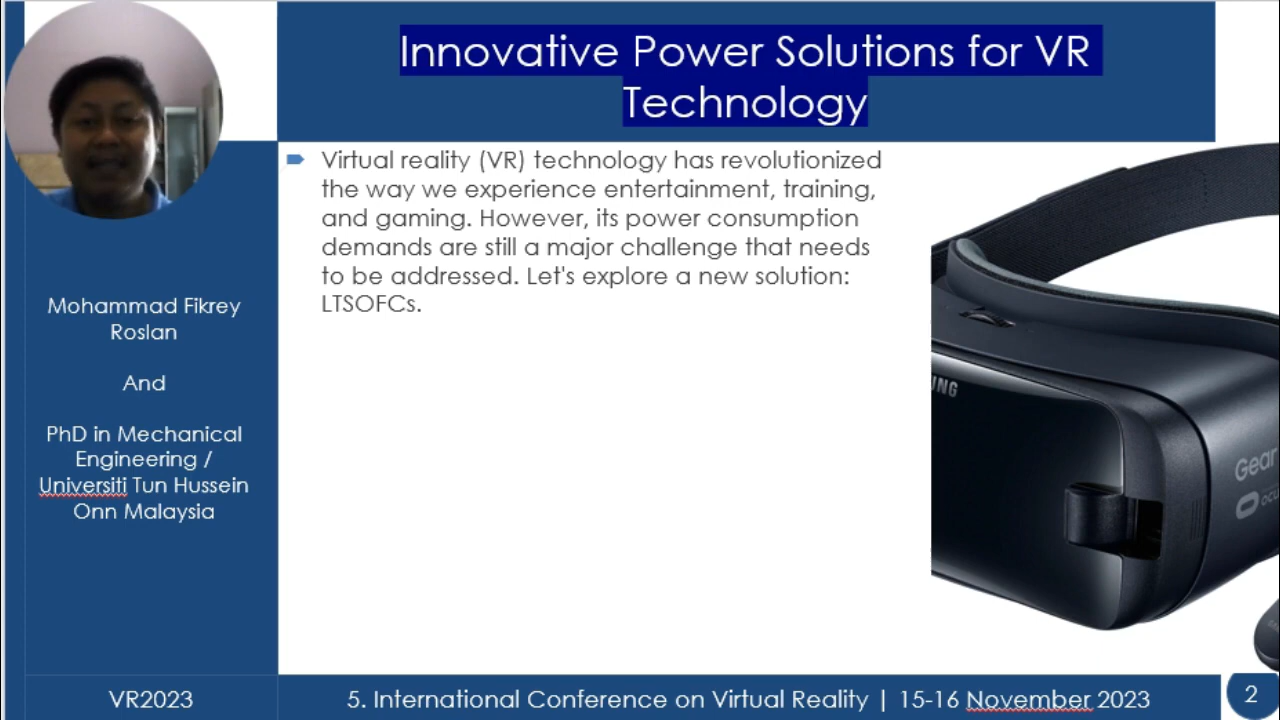 Innovative Power Solutions for VR
Technology
Virtual reality (VR) technology has revolutionized
the way we experience entertainment, training,
and gaming. However, its power consumption
demands are still a major challenge that needs
to be addressed. Let's explore a new solution:
LTSOFCs.
Mohammad Fikrey
Roslan
And
PhD in Mechanical
Engineering /
Universiti Tun Hussein
Onn Malaysia
UNG
Gear
VR2023
5. International Conference on Virtual Reality | 15-16 November 2023
2